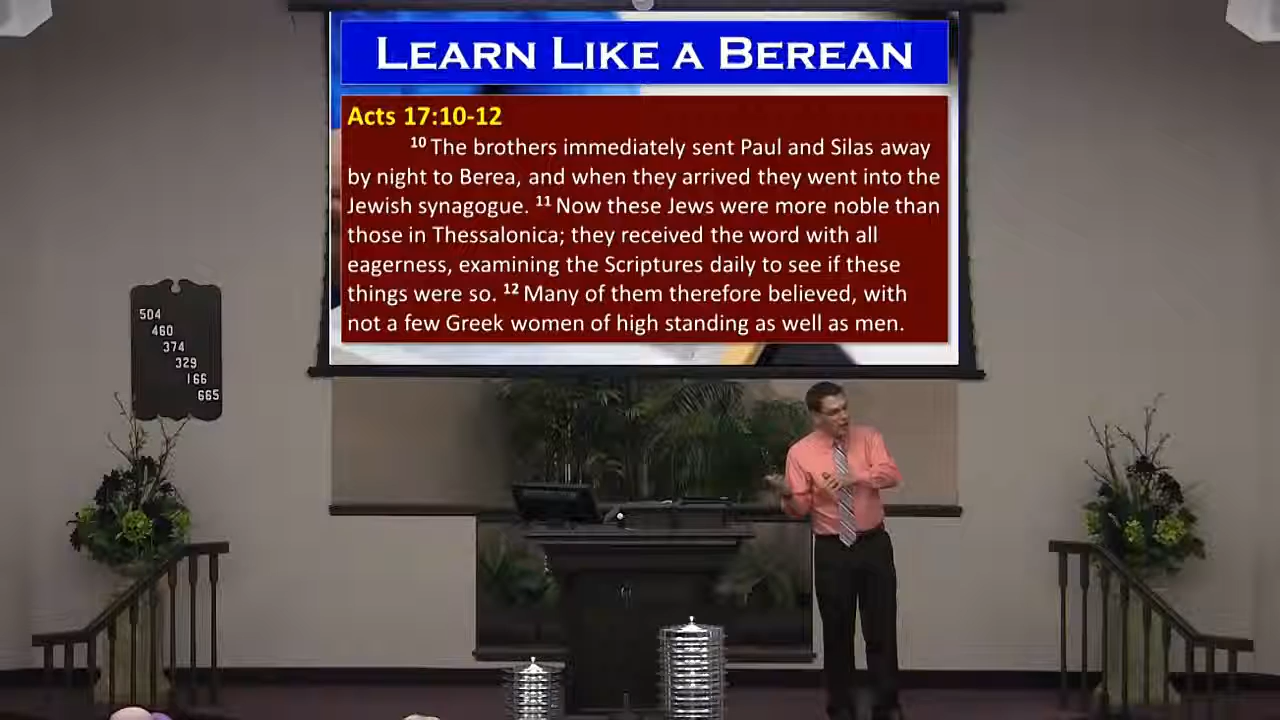 LEARN LIKE A BEREAN
Acts 17:10-12
10 The brothers immediately sent Paul and Silas away
by night to Berea, and when they arrived they went into the
Jewish synagogue. 11 Now these Jews were more noble than
those in Thessalonica; they received the word with all
eagerness, examining the Scriptures daily to see if these
things were so. 12 Many of them therefore believed, with
not a few Greek women of high standing as well as men.
504
460
374
329
166
665